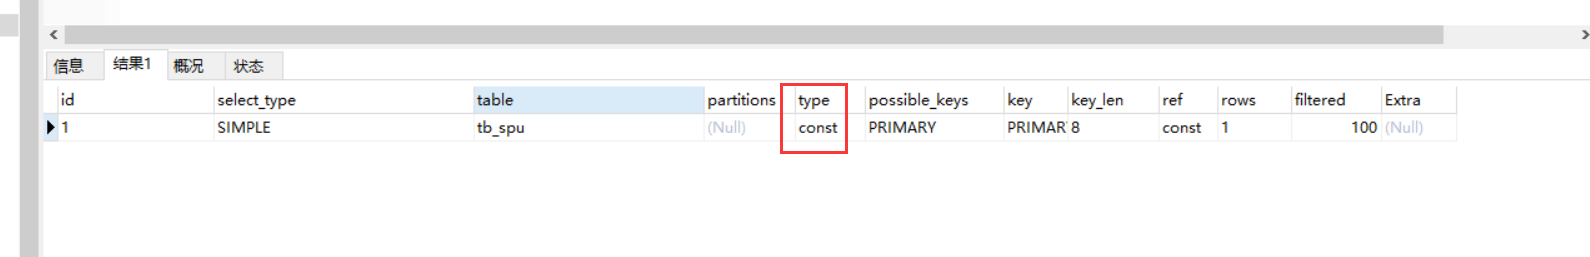 信息 结果1 概况 状态
id select_type table partitions type possible_keys key key_len ref rows filtered Extra
1 SIMPLE tb_spu (Null) const PRIMARY PRIMAR 8 const 1 100 (Null)